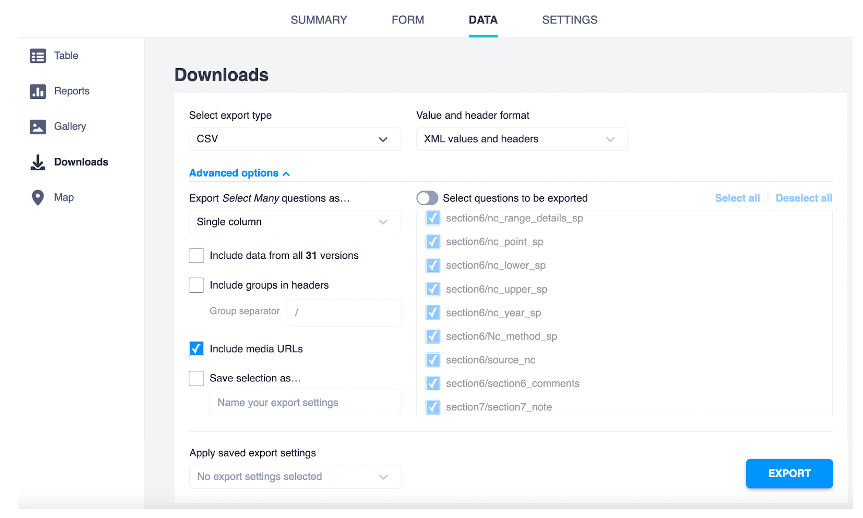 SUMMARY FORM DATA SETTINGS
Table
Reports
Gallery
Downloads
Map
Downloads
Select export type
CSV
Value and header format
XML values and headers
Advanced options
Export Select Many questions as…
Single column
Include data from all 31 versions
Include groups in headers
Group separator /
Include media URLs
Save selection as…
Name your export settings
Select questions to be exported
Select all Deselect all
section6/nc_range_details_sp
section6/nc_point_sp
section6/nc_lower_sp
section6/nc_upper_sp
section6/nc_year_sp
section6/Nc_method_sp
section6/source_nc
section6/section6_comments
section7/section7_note
Apply saved export settings
No export settings selected
EXPORT